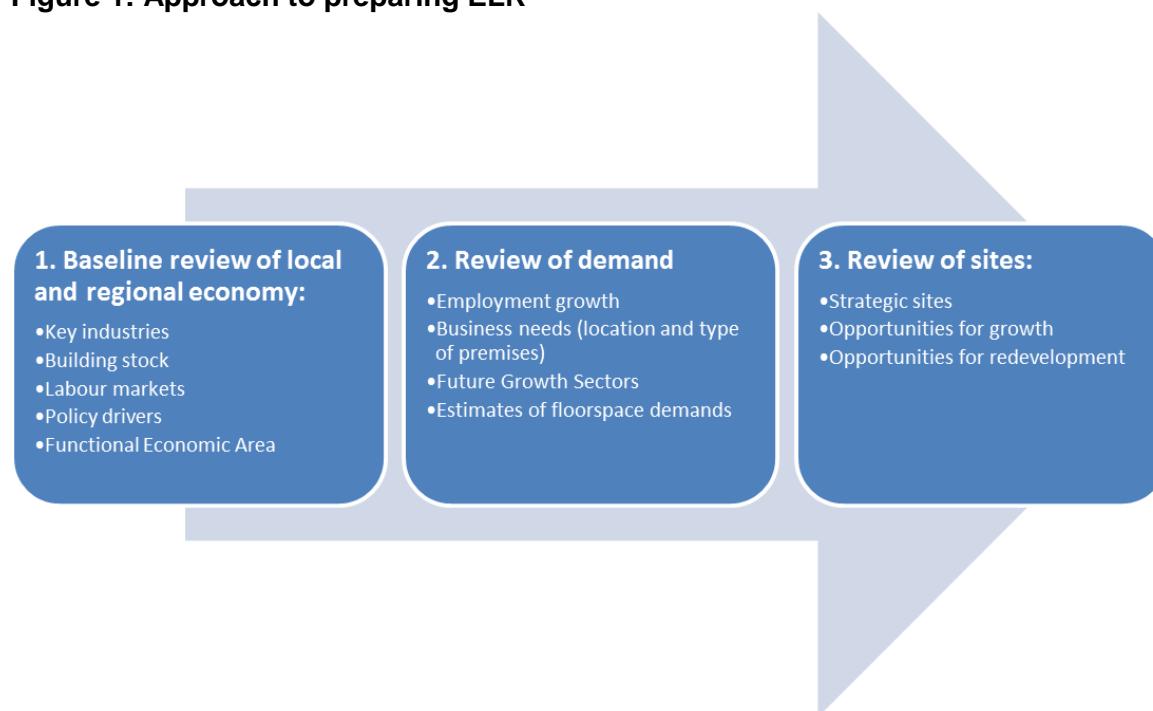 Figure 1: Approach to preparing ELR
1. Baseline review of local
and regional economy:
•Key industries
•Building stock
•Labour markets
•Policy drivers
•Functional Economic Area
2. Review of demand
•Employment growth
•Business needs (location and type
of premises)
•Future Growth Sectors
•Estimates of floorspace demands
3. Review of sites:
•Strategic sites
•Opportunities for growth
•Opportunities for redevelopment